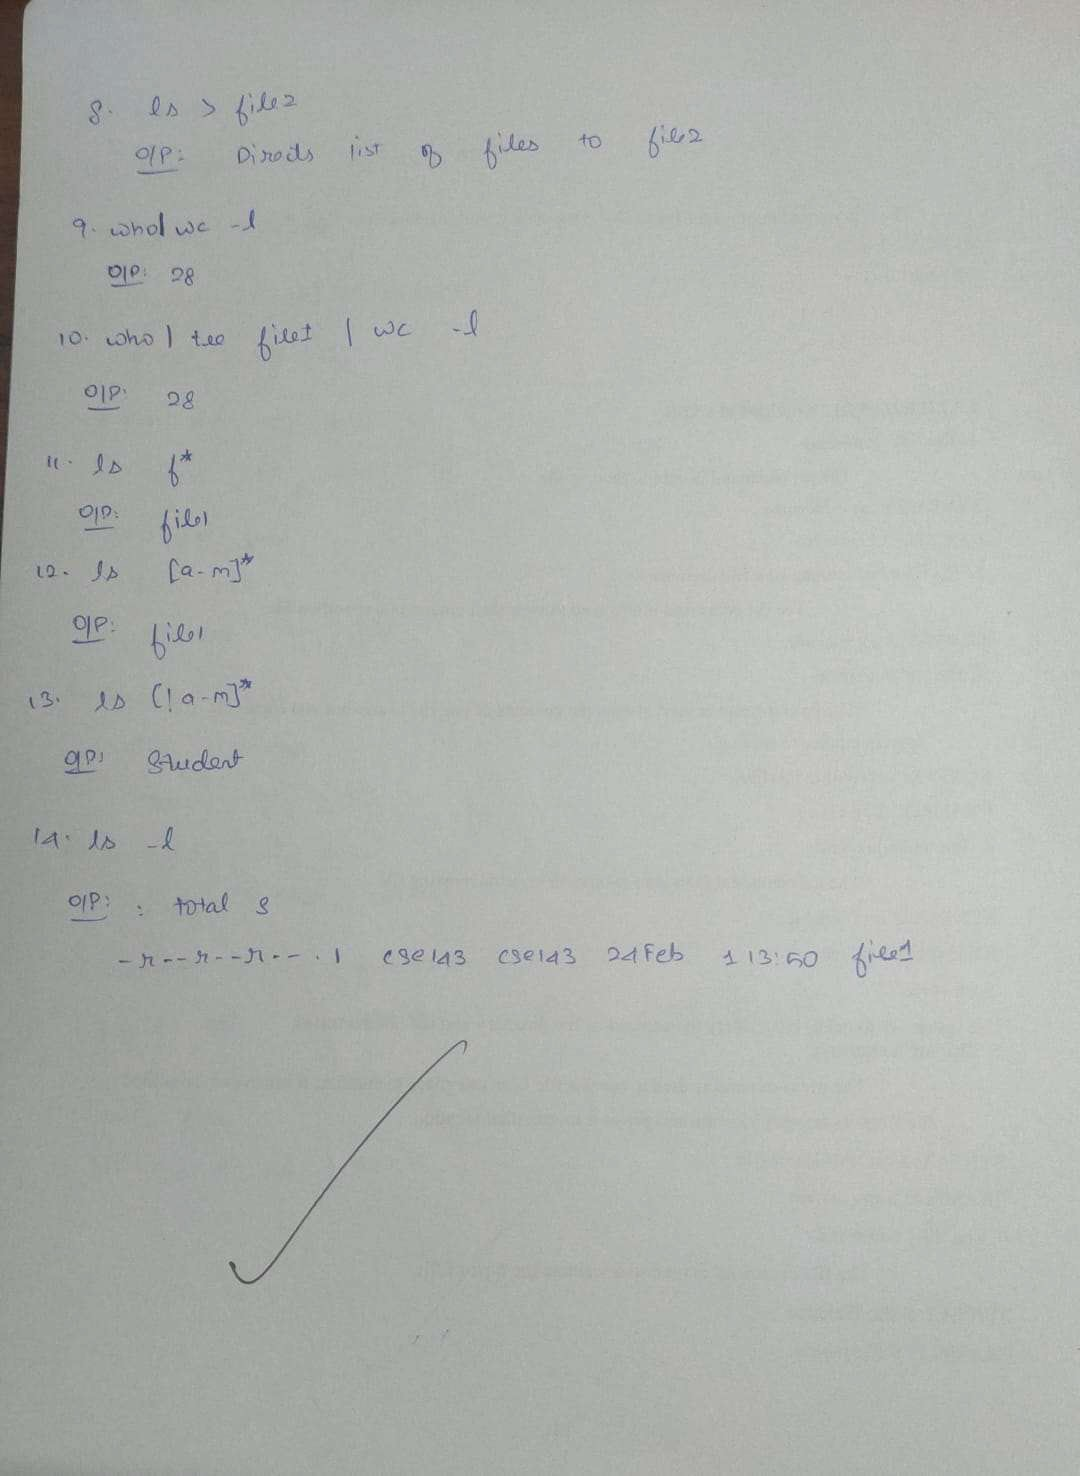 8. ls > file2
O/P: Directs list of files to file2
9. who| wc -l
O/P: 28
10. who | tee file1 | wc -l
O/P: 28
11. ls f*
O/P: file1
12. ls [a-m]*
O/P: file1
13. ls [!a-m]*
O/P: Student
14. ls -l
O/P: : total 8
-r--r--r--. 1 cse143 cse143 24 Feb 1 13:50 file1